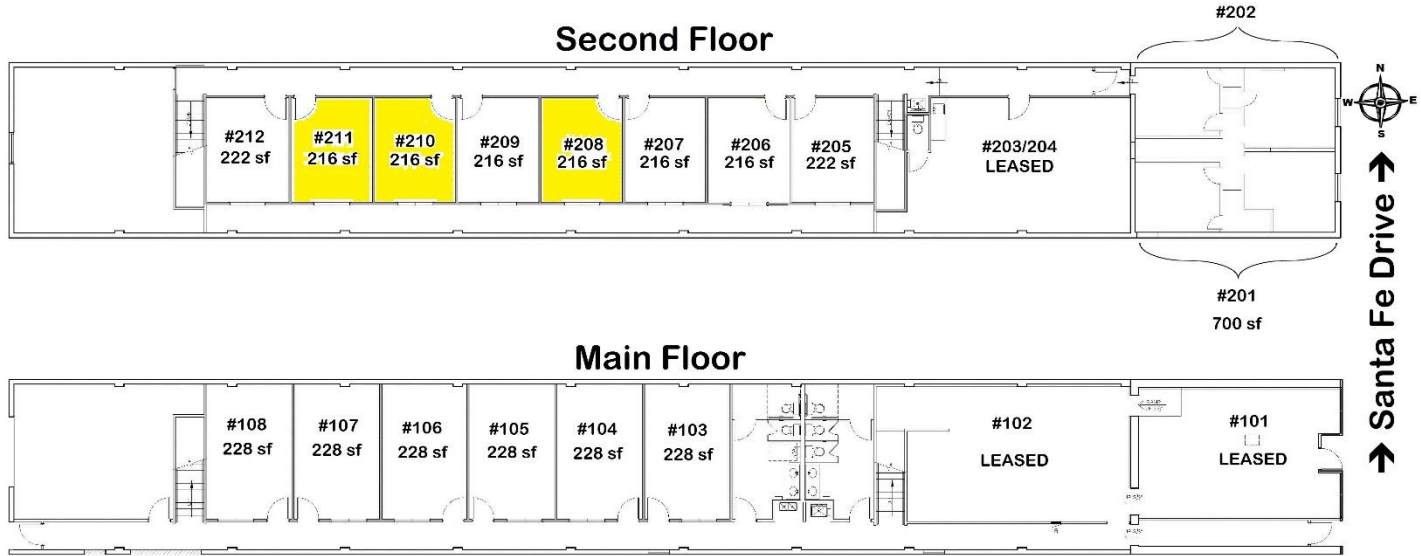 #202
Second Floor
N
W E
S
#212
222 sf
#211
216 sf
#210
216 sf
#209
216 sf
#208
216 sf
#207
216 sf
#206
216 sf
#205
222 sf
#203/204
LEASED
#201
700 sf
→ Santa Fe Drive →
Main Floor
#108
228 sf
#107
228 sf
#106
228 sf
#105
228 sf
#104
228 sf
#103
228 sf
#102
LEASED
#101
LEASED